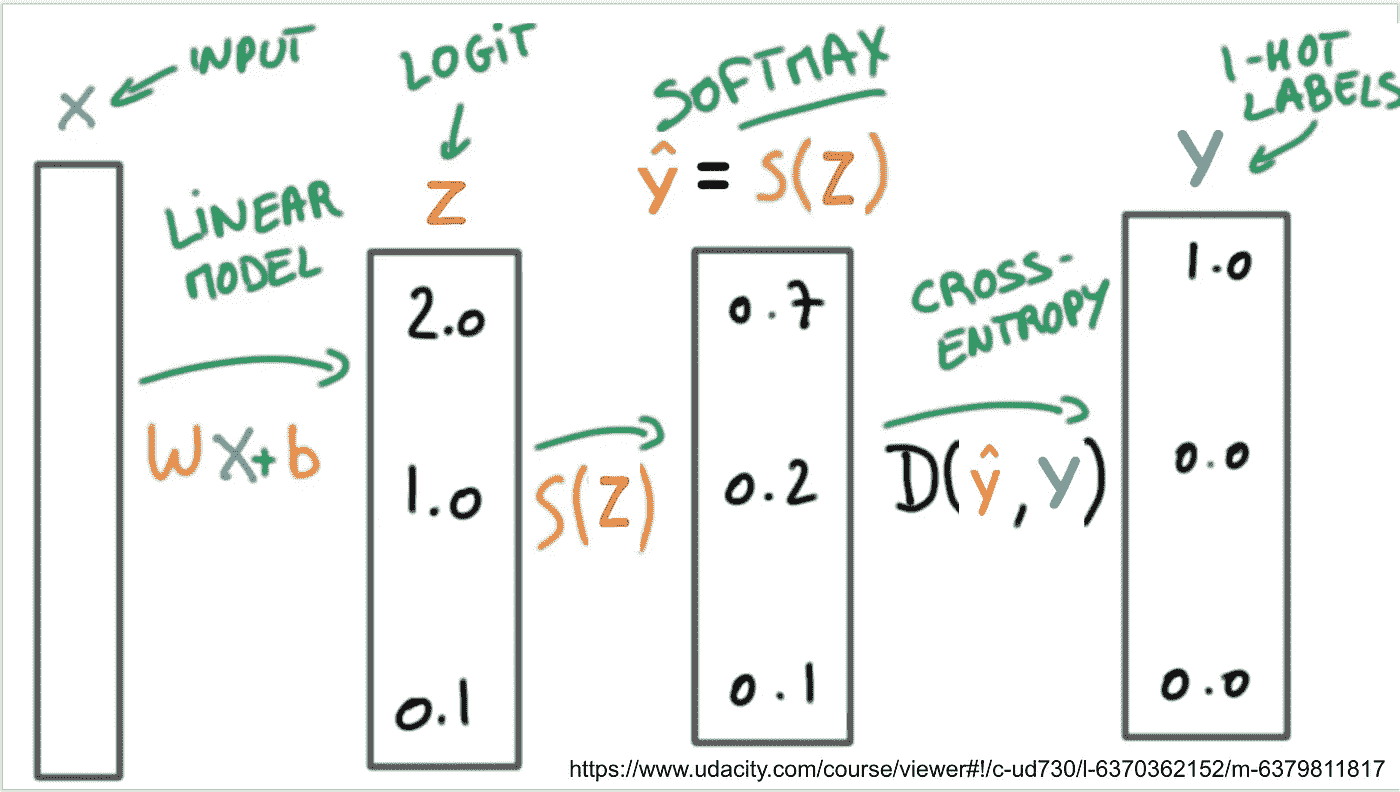 X
INPUT
LINEAR
MODEL
WX+b
LOGIT
Z
2.0
1.0
0.1
S(Z)
SOFTMAX
ŷ = S(Z)
0.7
0.2
0.1
CROSS-
ENTROPY
D(ŷ, y)
1-HOT
LABELS
y
1.0
0.0
0.0
https://www.udacity.com/course/viewer#!/c-ud730/l-6370362152/m-6379811817